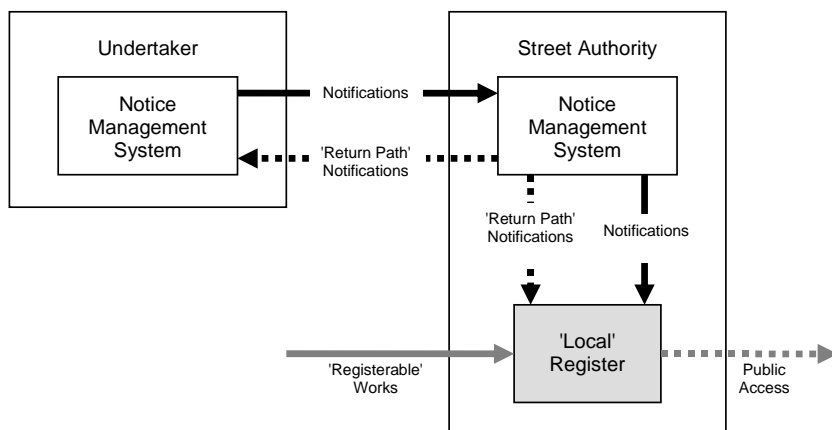 Undertaker
Street Authority
Notice
Management
System
Notifications
Notice
Management
System
'Return Path'
Notifications
'Return Path'
Notifications
Notifications
'Local'
Register
'Registerable'
Works
Public
Access